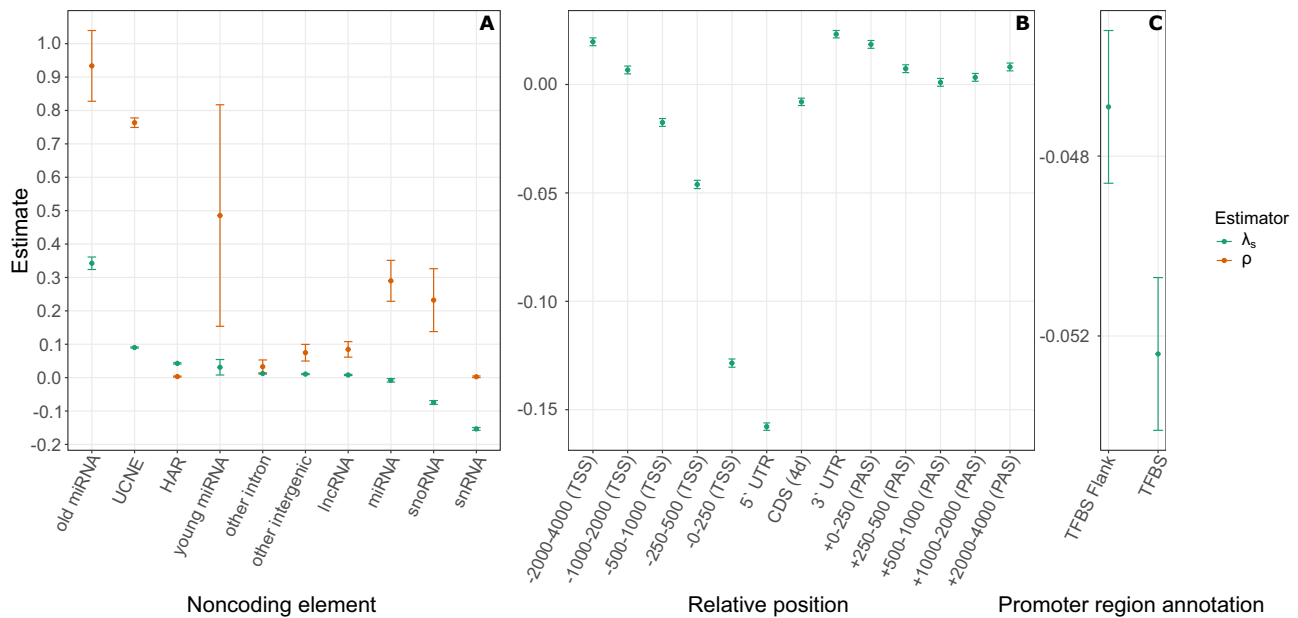 A
B
C
Estimate
1.0
0.9
0.8
0.7
0.6
0.5
0.4
0.3
0.2
0.1
0.0
-0.1
-0.2
old miRNA
UCNE
HAR
young miRNA
other intron
other intergenic
lncRNA
miRNA
snoRNA
snRNA
Noncoding element
0.00
-0.05
-0.10
-0.15
-2000-4000 (TSS)
-1000-2000 (TSS)
-500-1000 (TSS)
-250-500 (TSS)
-0-250 (TSS)
5` UTR
CDS (4d)
3` UTR
+0-250 (PAS)
+250-500 (PAS)
+500-1000 (PAS)
+1000-2000 (PAS)
+2000-4000 (PAS)
Relative position
-0.048
-0.052
TFBS Flank
TFBS
Promoter region annotation
Estimator
λs
ρ